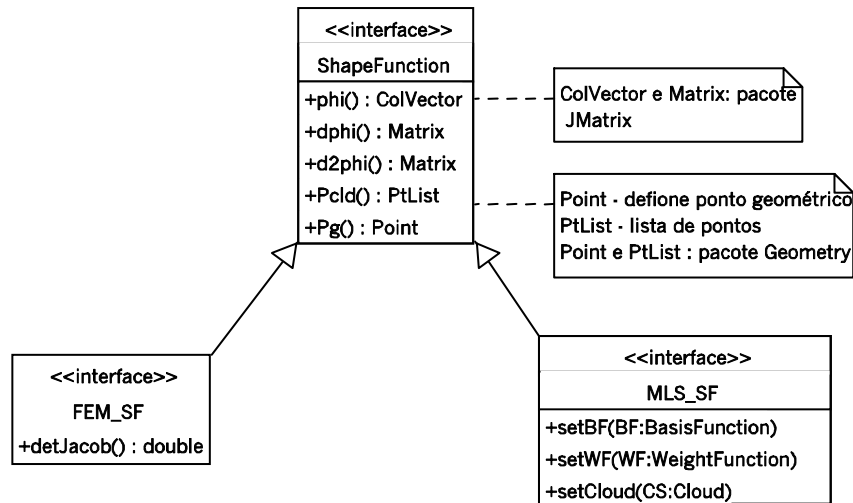 <<interface>>
ShapeFunction
+phi() : ColVector
+dphi() : Matrix
+d2phi() : Matrix
+Pcld() : PtList
+Pg() : Point
ColVector e Matrix: pacote
JMatrix
Point - defione ponto geométrico
PtList - lista de pontos
Point e PtList : pacote Geometry
<<interface>>
FEM_SF
+detJacob() : double
<<interface>>
MLS_SF
+setBF(BF:BasisFunction)
+setWF(WF:WeightFunction)
+setCloud(CS:Cloud)